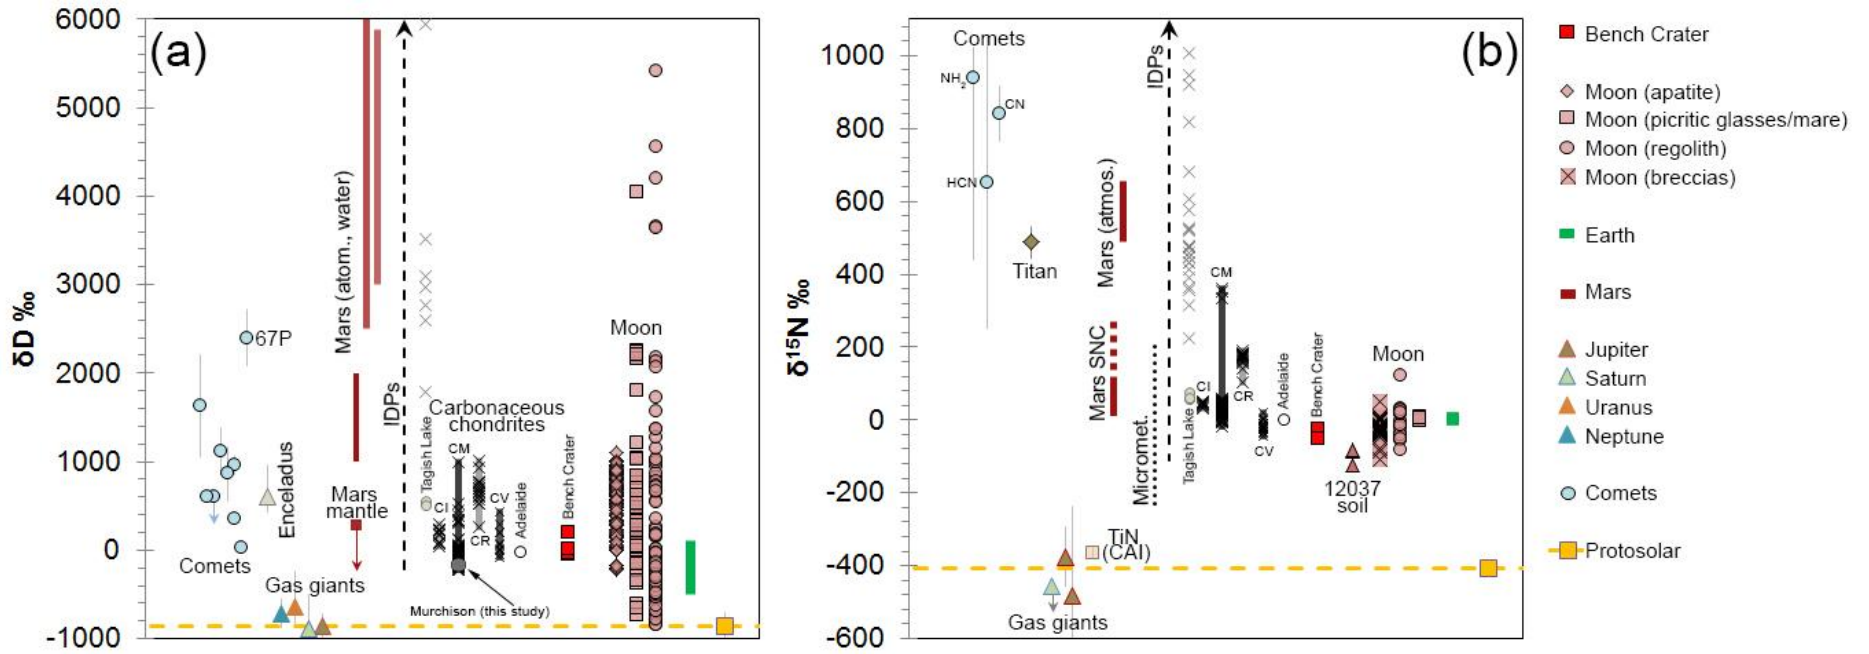 (a)
6000
5000
4000
3000
2000
1000
0
-1000
δD ‰
Mars (atom., water)
IDPs
67P
Moon
Carbonaceous
chondrites
Tagish Lake
CM
CI
CV
CR
Adelaide
Bench Crater
Enceladus
Mars
mantle
Comets
Gas giants
Murchison (this study)
(b)
1000
800
600
400
200
0
-200
-400
-600
δ15N ‰
Comets
NH2
CN
HCN
IDPs
Titan
Mars (atmos.)
Mars SNC
Micromet.
Tagish Lake
CI
CM
CR
CV
Adelaide
Bench Crater
Moon
12037
soil
TiN
(CAI)
Gas giants
Bench Crater
Moon (apatite)
Moon (picritic glasses/mare)
Moon (regolith)
Moon (breccias)
Earth
Mars
Jupiter
Saturn
Uranus
Neptune
Comets
Protosolar